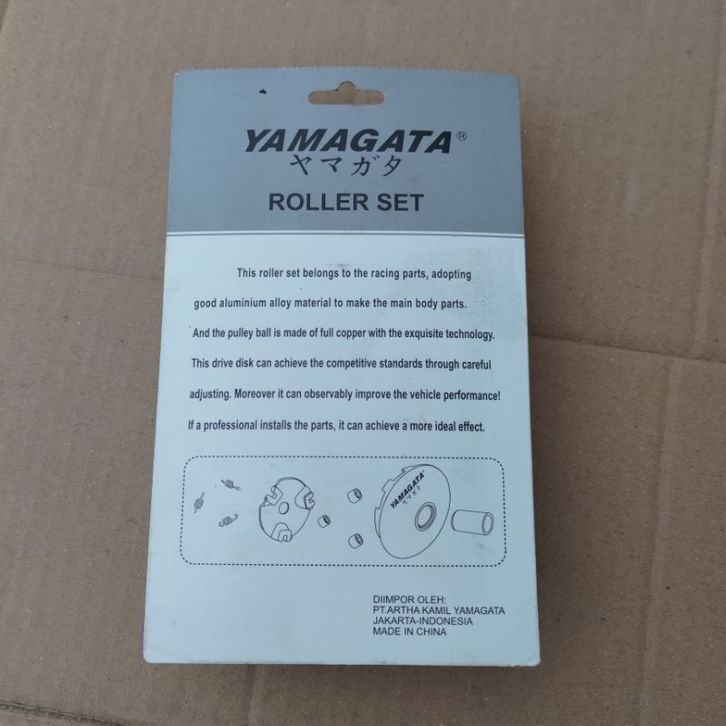 YAMAGATA®
ヤマガタ
ROLLER SET
This roller set belongs to the racing parts, adopting
good aluminium alloy material to make the main body parts.
And the pulley ball is made of full copper with the exquisite technology.
This drive disk can achieve the competitive standards through careful
adjusting. Moreover it can observably improve the vehicle performance!
If a professional installs the parts, it can achieve a more ideal effect.
YAMAGATA
ヤマガタ
DIIMPOR OLEH:
PT.ARTHA KAMIL YAMAGATA
JAKARTA-INDONESIA
MADE IN CHINA